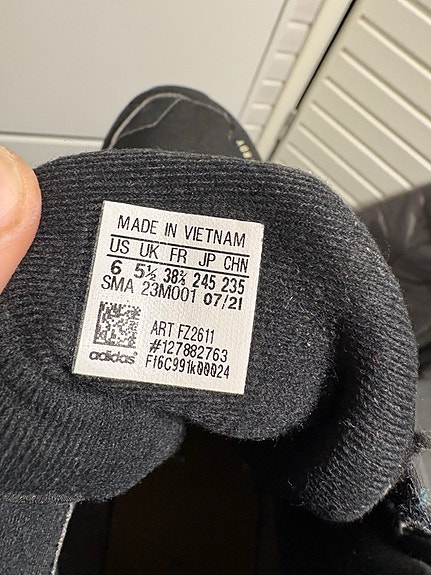 MADE IN VIETNAM
US UK FR JP CHN
6 5½ 38⅔ 245 235
SMA 23M001 07/21
ART FZ2611
#127882763
adidas
F16C991k00024